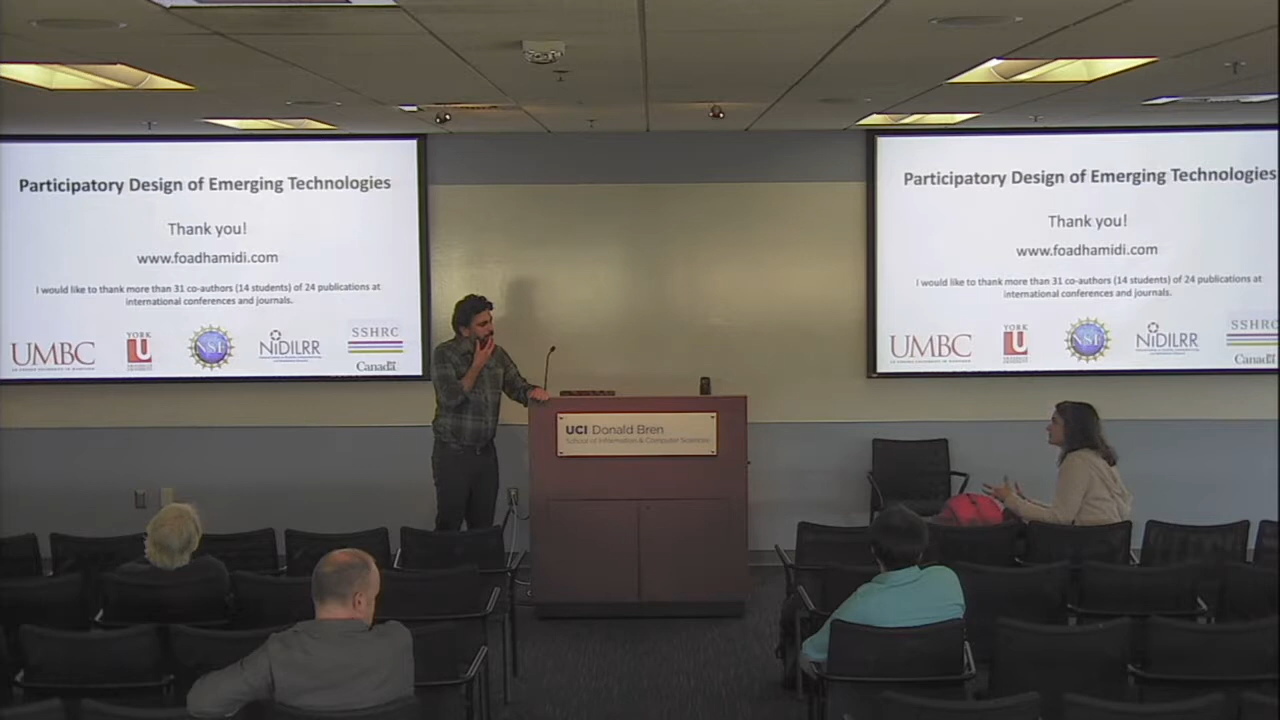 Participatory Design of Emerging Technologies
Thank you!
www.foadhamidi.com
I would like to thank more than 31 co-authors (14 students) of 24 publications at
international conferences and journals.
UMBC
YORK
U
NSF
NIDILRR
SSHRC
Canada
Participatory Design of Emerging Technologies
Thank you!
www.foadhamidi.com
I would like to thank more than 31 co-authors (14 students) of 24 publications at
international conferences and journals.
UMBC
YORK
U
NSF
NIDILRR
SSHRC
Canada
UCI Donald Bren
School of Information & Computer Sciences